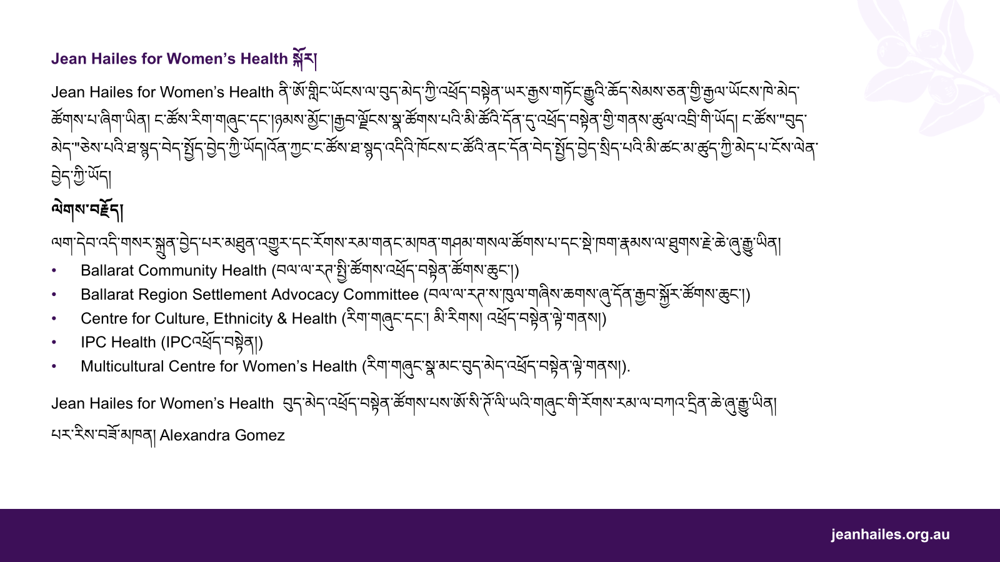 Jean Hailes for Women’s Health སྐོར།
Jean Hailes for Women’s Health ནི་ཨོ་གླིང་ཡོངས་ལ་བུད་མེད་ཀྱི་འཕྲོད་བསྟེན་ཡར་རྒྱས་གཏོང་རྒྱུའི་ཆོད་སེམས་ཅན་གྱི་རྒྱལ་ཡོངས་ཁེ་མེད་
ཚོགས་པ་ཞིག་ཡིན། ང་ཚོས་རིག་གཞུང་དང་།ཉམས་མྱོང་།རྒྱབ་ལྗོངས་སྣ་ཚོགས་པའི་མི་ཚོའི་དོན་དུ་འཕྲོད་བསྟེན་གྱི་གནས་ཚུལ་འབྲི་གི་ཡོད། ང་ཚོས་"བུད་
མེད་"ཅེས་པའི་ཐ་སྙད་བེད་སྤྱོད་བྱེད་ཀྱི་ཡོད།འོན་ཀྱང་ང་ཚོས་ཐ་སྙད་འདིའི་ཁོངས་ང་ཚོའི་ནང་དོན་བེད་སྤྱོད་བྱེད་སྲིད་པའི་མི་ཚང་མ་ཚུད་ཀྱི་མེད་པ་ངོས་ལེན་
བྱེད་ཀྱི་ཡོད།
ལེགས་བརྗོད།
ལག་དེབ་འདི་གསར་སྐྲུན་བྱེད་པར་མཐུན་འགྱུར་དང་རོགས་རམ་གནང་མཁན་གཤམ་གསལ་ཚོགས་པ་དང་སྡེ་ཁག་རྣམས་ལ་ཐུགས་རྗེ་ཆེ་ཞུ་རྒྱུ་ཡིན།
• Ballarat Community Health (བལ་ལ་རཊ་སྤྱི་ཚོགས་འཕྲོད་བསྟེན་ཚོགས་ཆུང་།)
• Ballarat Region Settlement Advocacy Committee (བལ་ལ་རཊ་ས་ཁུལ་གཞིས་ཆགས་ཞུ་དོན་རྒྱབ་སྐྱོར་ཚོགས་ཆུང་།)
• Centre for Culture, Ethnicity & Health (རིག་གཞུང་དང་། མི་རིགས། འཕྲོད་བསྟེན་ལྟེ་གནས།)
• IPC Health (IPCའཕྲོད་བསྟེན།)
• Multicultural Centre for Women’s Health (རིག་གཞུང་སྣ་མང་བུད་མེད་འཕྲོད་བསྟེན་ལྟེ་གནས།).
Jean Hailes for Women’s Health བུད་མེད་འཕྲོད་བསྟེན་ཚོགས་པས་ཨོ་སི་ཊོ་ལི་ཡའི་གཞུང་གི་རོགས་རམ་ལ་བཀའ་དྲིན་ཆེ་ཞུ་རྒྱུ་ཡིན།
པར་རིས་བཟོ་མཁན། Alexandra Gomez
jeanhailes.org.au